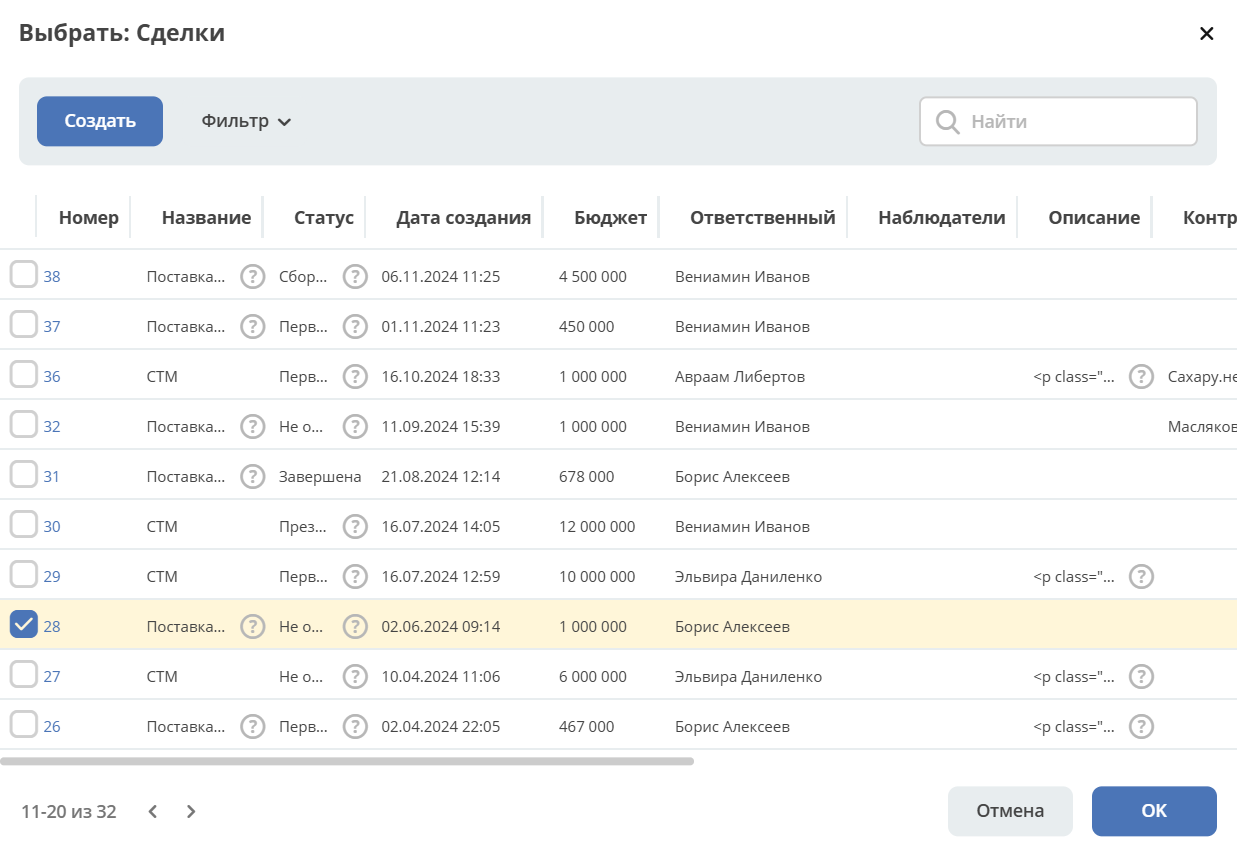 Выбрать: Сделки
Создать Фильтр Найти
Номер Название Статус Дата создания Бюджет Ответственный Наблюдатели Описание Контр
38 Поставка... ? Сбор... ? 06.11.2024 11:25 4 500 000 Вениамин Иванов
37 Поставка... ? Перв... ? 01.11.2024 11:23 450 000 Вениамин Иванов
36 СТМ Перв... ? 16.10.2024 18:33 1 000 000 Авраам Либертов <p class="... ? Сахару.не
32 Поставка... ? Не о... ? 11.09.2024 15:39 1 000 000 Вениамин Иванов Масляков
31 Поставка... ? Завершена 21.08.2024 12:14 678 000 Борис Алексеев
30 СТМ През... ? 16.07.2024 14:05 12 000 000 Вениамин Иванов
29 СТМ Перв... ? 16.07.2024 12:59 10 000 000 Эльвира Даниленко <p class="... ?
28 Поставка... ? Не о... ? 02.06.2024 09:14 1 000 000 Борис Алексеев
27 СТМ Не о... ? 10.04.2024 11:06 6 000 000 Эльвира Даниленко <p class="... ?
26 Поставка... ? Перв... ? 02.04.2024 22:05 467 000 Борис Алексеев <p class="... ?
11-20 из 32 Отмена ОК